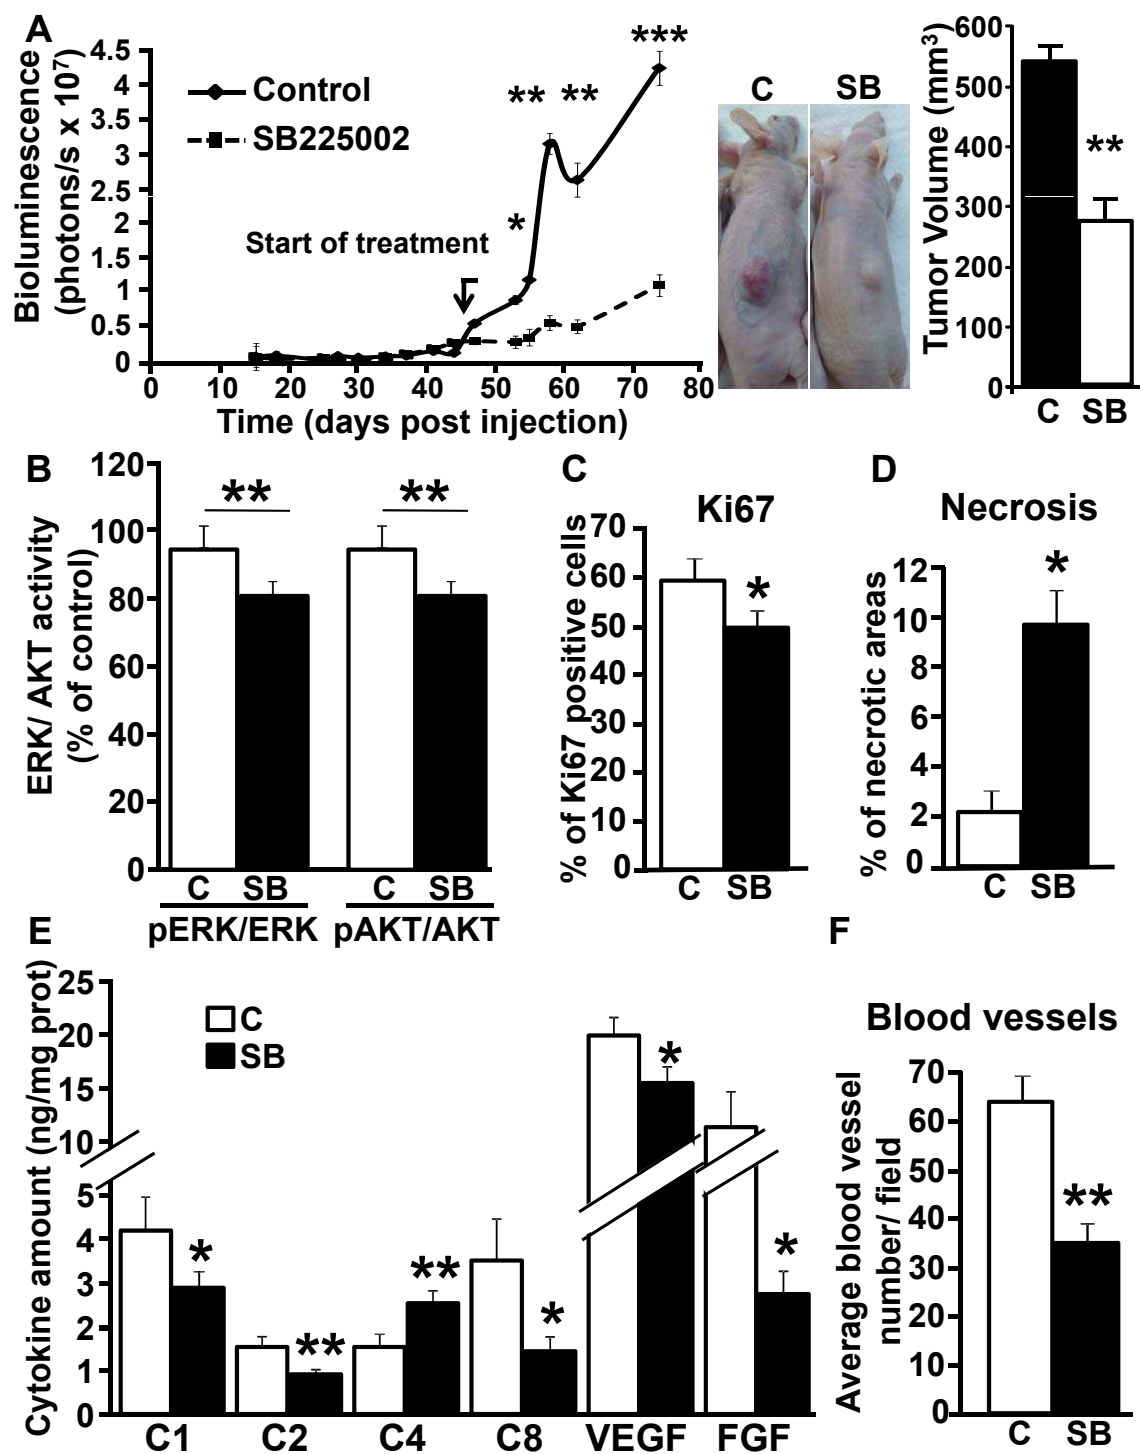 A
Bioluminescence
(photons/s x 10⁷)
4.5
4
3.5
3
2.5
2
1.5
1
0.5
0
0 10 20 30 40 50 60 70 80
Time (days post injection)
Control
SB225002
Start of treatment
*
**
**
***
C SB
Tumor Volume (mm³)
600
500
400
300
200
100
0
**
C SB
B
ERK/ AKT activity
(% of control)
120
100
80
60
40
20
0
** **
C SB C SB
pERK/ERK pAKT/AKT
C
Ki67
% of Ki67 positive cells
70
60
50
40
30
20
10
0
*
C SB
D
Necrosis
% of necrotic areas
12
10
8
6
4
2
0
*
C SB
E
Cytokine amount (ng/mg prot)
25
20
15
10
5
4
3
2
1
0
C
SB
* ** ** * * *
C1 C2 C4 C8 VEGF FGF
F
Blood vessels
Average blood vessel
number/ field
70
60
50
40
30
20
10
0
**
C SB